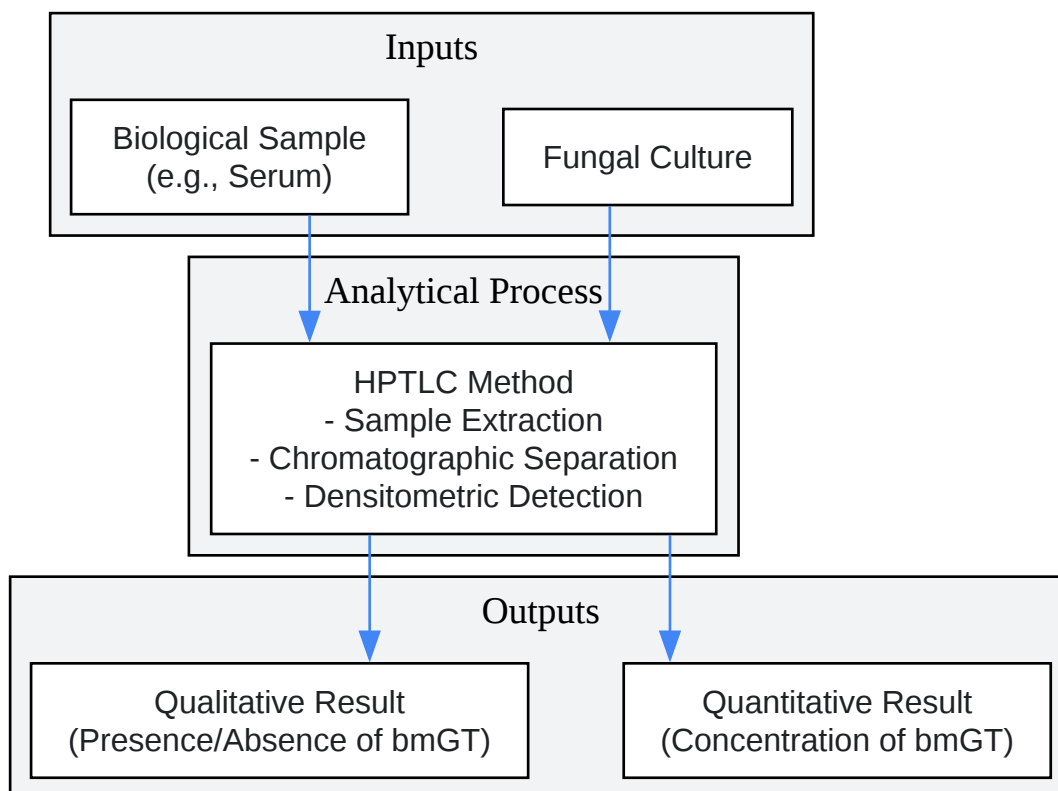 Inputs
Biological Sample
(e.g., Serum)
Fungal Culture
Analytical Process
HPTLC Method
- Sample Extraction
- Chromatographic Separation
- Densitometric Detection
Outputs
Qualitative Result
(Presence/Absence of bmGT)
Quantitative Result
(Concentration of bmGT)